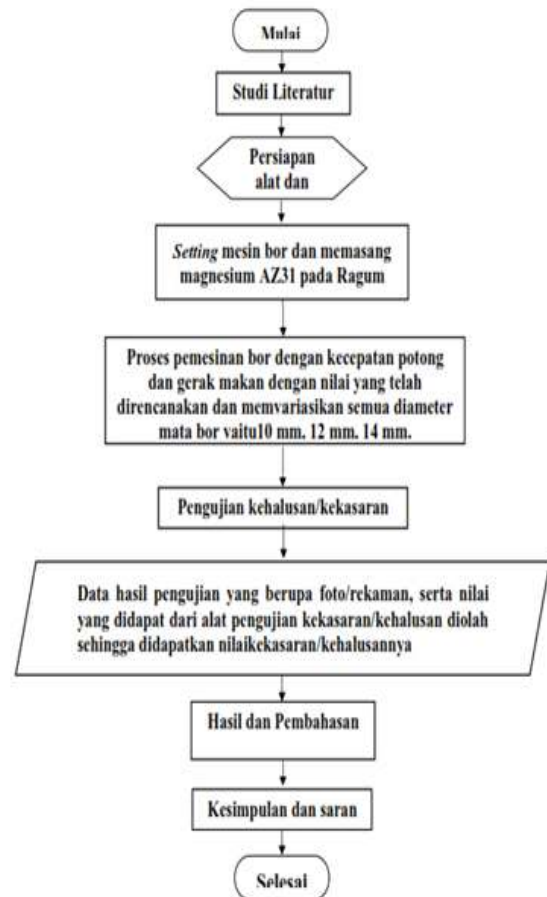 Mulai
Studi Literatur
Persiapan
alat dan
Setting mesin bor dan memasang
magnesium AZ31 pada Ragum
Proses pemesinan bor dengan kecepatan potong
dan gerak makan dengan nilai yang telah
direncanakan dan memvariasikan semua diameter
mata bor yaitu10 mm, 12 mm, 14 mm.
Pengujian kehalusan/kekasaran
Data hasil pengujian yang berupa foto/rekaman, serta nilai
yang didapat dari alat pengujian kekasaran/kehalusan diolah
sehingga didapatkan nilaikekasaran/kehalusannya
Hasil dan Pembahasan
Kesimpulan dan saran
Selesai